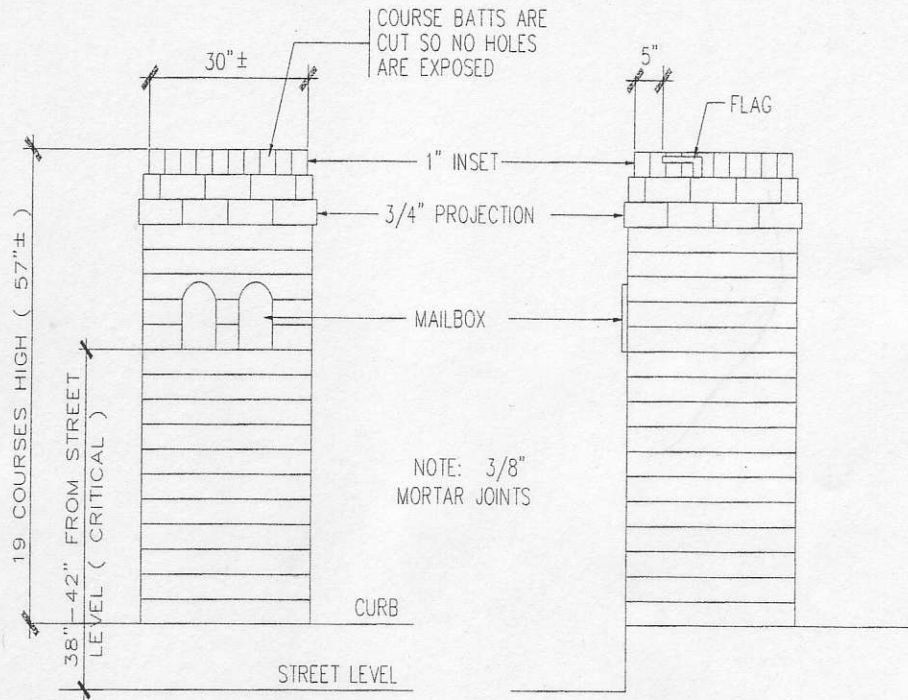 COURSE BATTS ARE
CUT SO NO HOLES
ARE EXPOSED
30"±
5"
FLAG
1" INSET
3/4" PROJECTION
MAILBOX
19 COURSES HIGH ( 57"± )
38"-42" FROM STREET
LEVEL ( CRITICAL )
NOTE: 3/8"
MORTAR JOINTS
CURB
STREET LEVEL